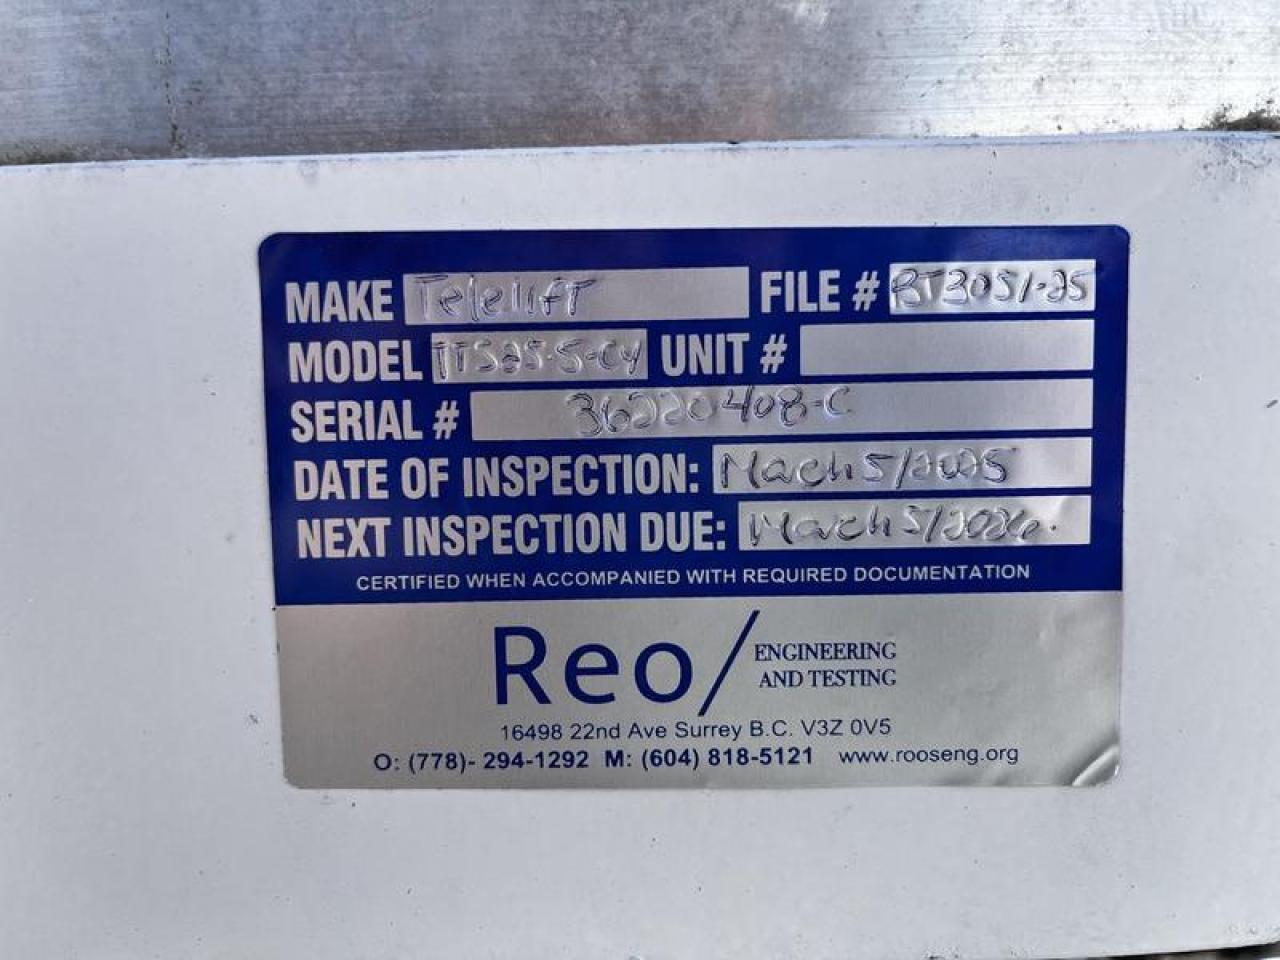 MAKE Telelift FILE # BT3051-25
MODEL TTS25-5-C4 UNIT #
SERIAL # 36220408-C
DATE OF INSPECTION: Mach 5/2025
NEXT INSPECTION DUE: March 5/2026.
CERTIFIED WHEN ACCOMPANIED WITH REQUIRED DOCUMENTATION
Reo/ ENGINEERING
AND TESTING
16498 22nd Ave Surrey B.C. V3Z 0V5
O: (778)- 294-1292 M: (604) 818-5121 www.rooseng.org